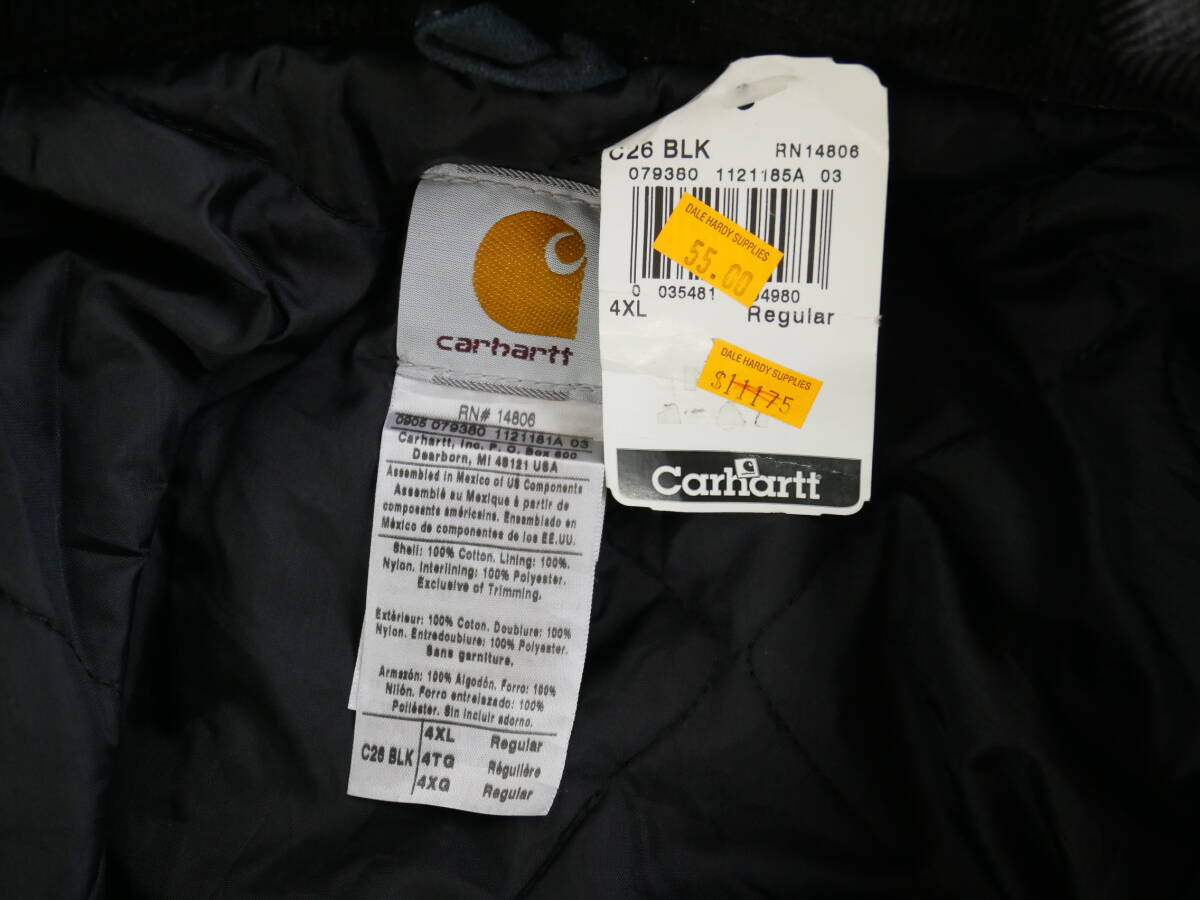 C26 BLK RN14806
079380 1121185A 03
DALE HARDY SUPPLIES
55.00
0 035481 4980
4XL Regular
DALE HARDY SUPPLIES
$111.75
Carhartt
carhartt
RN# 14806
0905 079380 1121181A 03
Carhartt, Inc. P. O. Box 600
Dearborn, MI 48121 USA
Assembled in Mexico of US Components
Assemblé au Mexique à partir de
composants américains. Ensamblado en
México de componentes de los EE.UU.
Shell: 100% Cotton. Lining: 100%.
Nylon. Interlining: 100% Polyester.
Exclusive of Trimming.
Extérieur: 100% Coton. Doublure: 100%
Nylon. Entredoublure: 100% Polyester.
Sans garniture.
Armazón: 100% Algodón. Forro: 100%
Nilón. Forro entrelazado: 100%
Poliéster. Sin incluir adorno.
C26 BLK
4XL Regular
4TG Régulière
4XG Regular